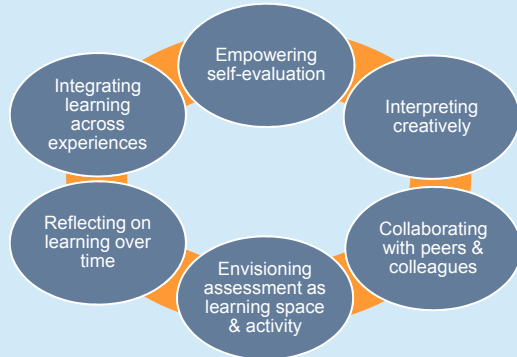 Empowering
self-evaluation
Interpreting
creatively
Collaborating
with peers &
colleagues
Envisioning
assessment as
learning space
& activity
Reflecting on
learning over
time
Integrating
learning
across
experiences